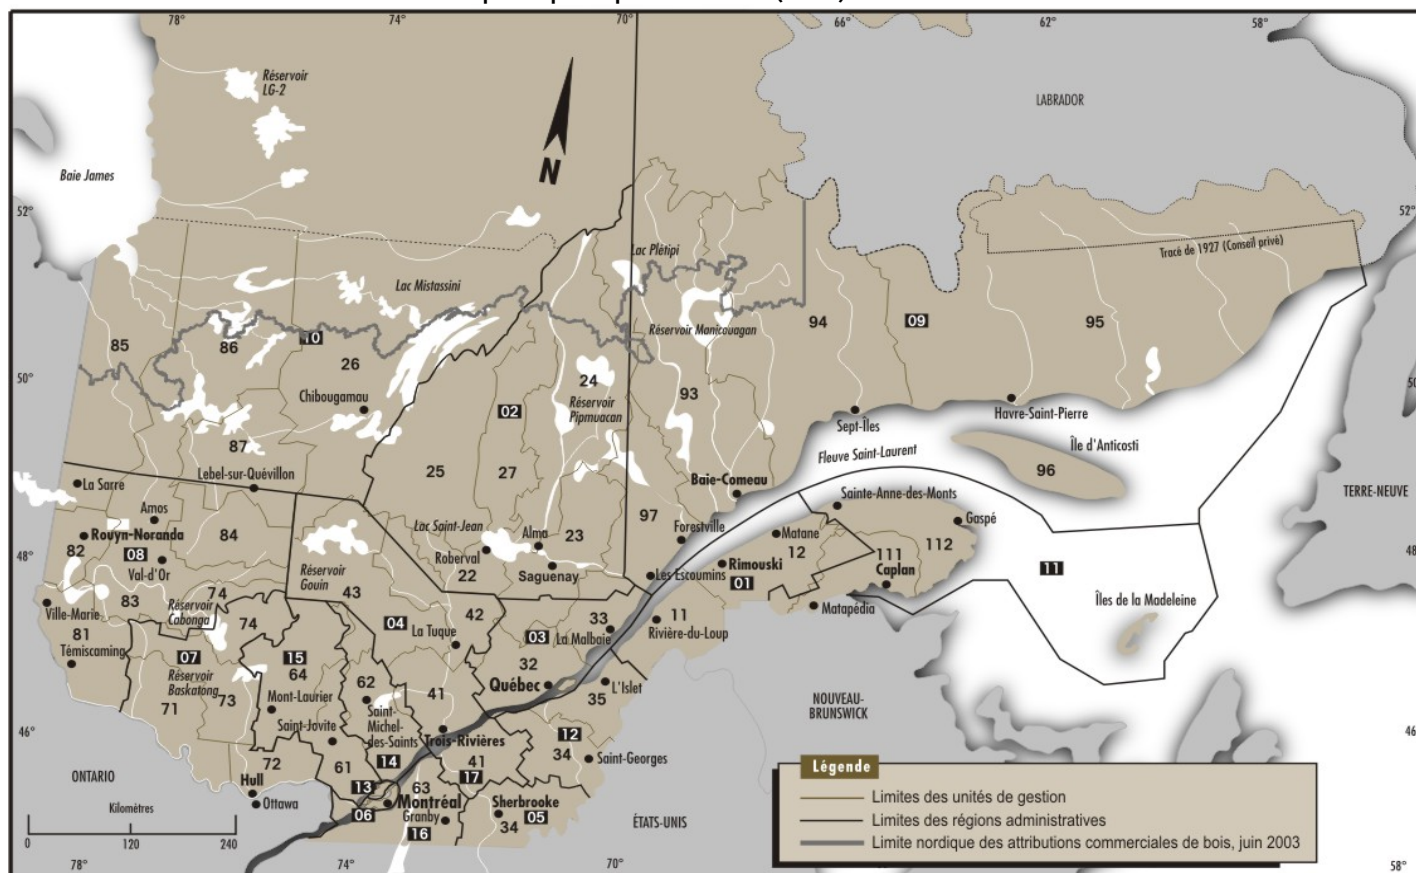 78°
74°
70°
66°
62°
58°
Réservoir
LG-2
LABRADOR
Baie James
N
52°
52°
Lac Plétipi
Tracé de 1927 (Conseil privé)
Lac Mistassini
85
86
10
26
Réservoir Manicouagan
94
09
95
50°
24
Chibougamau
93
Réservoir
Pipmuacan
02
Havre-Saint-Pierre
Sept-Îles
87
Île d'Anticosti
Fleuve Saint-Laurent
96
25
27
Lebel-sur-Quévillon
La Sarre
Baie-Comeau
TERRE-NEUVE
Sainte-Anne-des-Monts
Amos
97
Gaspé
Lac Saint-Jean
Forestville
Rouyn-Noranda
84
Alma
23
Matane
112
82
08
Roberval
12
111
48°
48
Val-d'Or
Saguenay
Rimouski
Caplan
11
Réservoir
Gouin
22
Les Escoumins
01
43
83
74
Réservoir
Cabonga
Ville-Marie
42
Matapédia
Îles de la Madeleine
33
11
81
74
04
La Tuque
03
La Malbaie
Rivière-du-Loup
Témiscaming
07
15
32
Réservoir
Baskatong
64
62
Québec
L'Islet
71
73
Mont-Laurier
41
35
NOUVEAU-
BRUNSWICK
Saint-Jovite
Saint-
Michel-
des-Saints
46°
46
Trois-Rivières
12
34
Saint-Georges
ONTARIO
72
61
14
41
17
Hull
13
63
Kilomètres
Ottawa
Montréal
Sherbrooke
06
Granby
16
34
05
ÉTATS-UNIS
0
120
240
Légende
Limites des unités de gestion
Limites des régions administratives
Limite nordique des attributions commerciales de bois, juin 2003
78°
74°
70°
58°